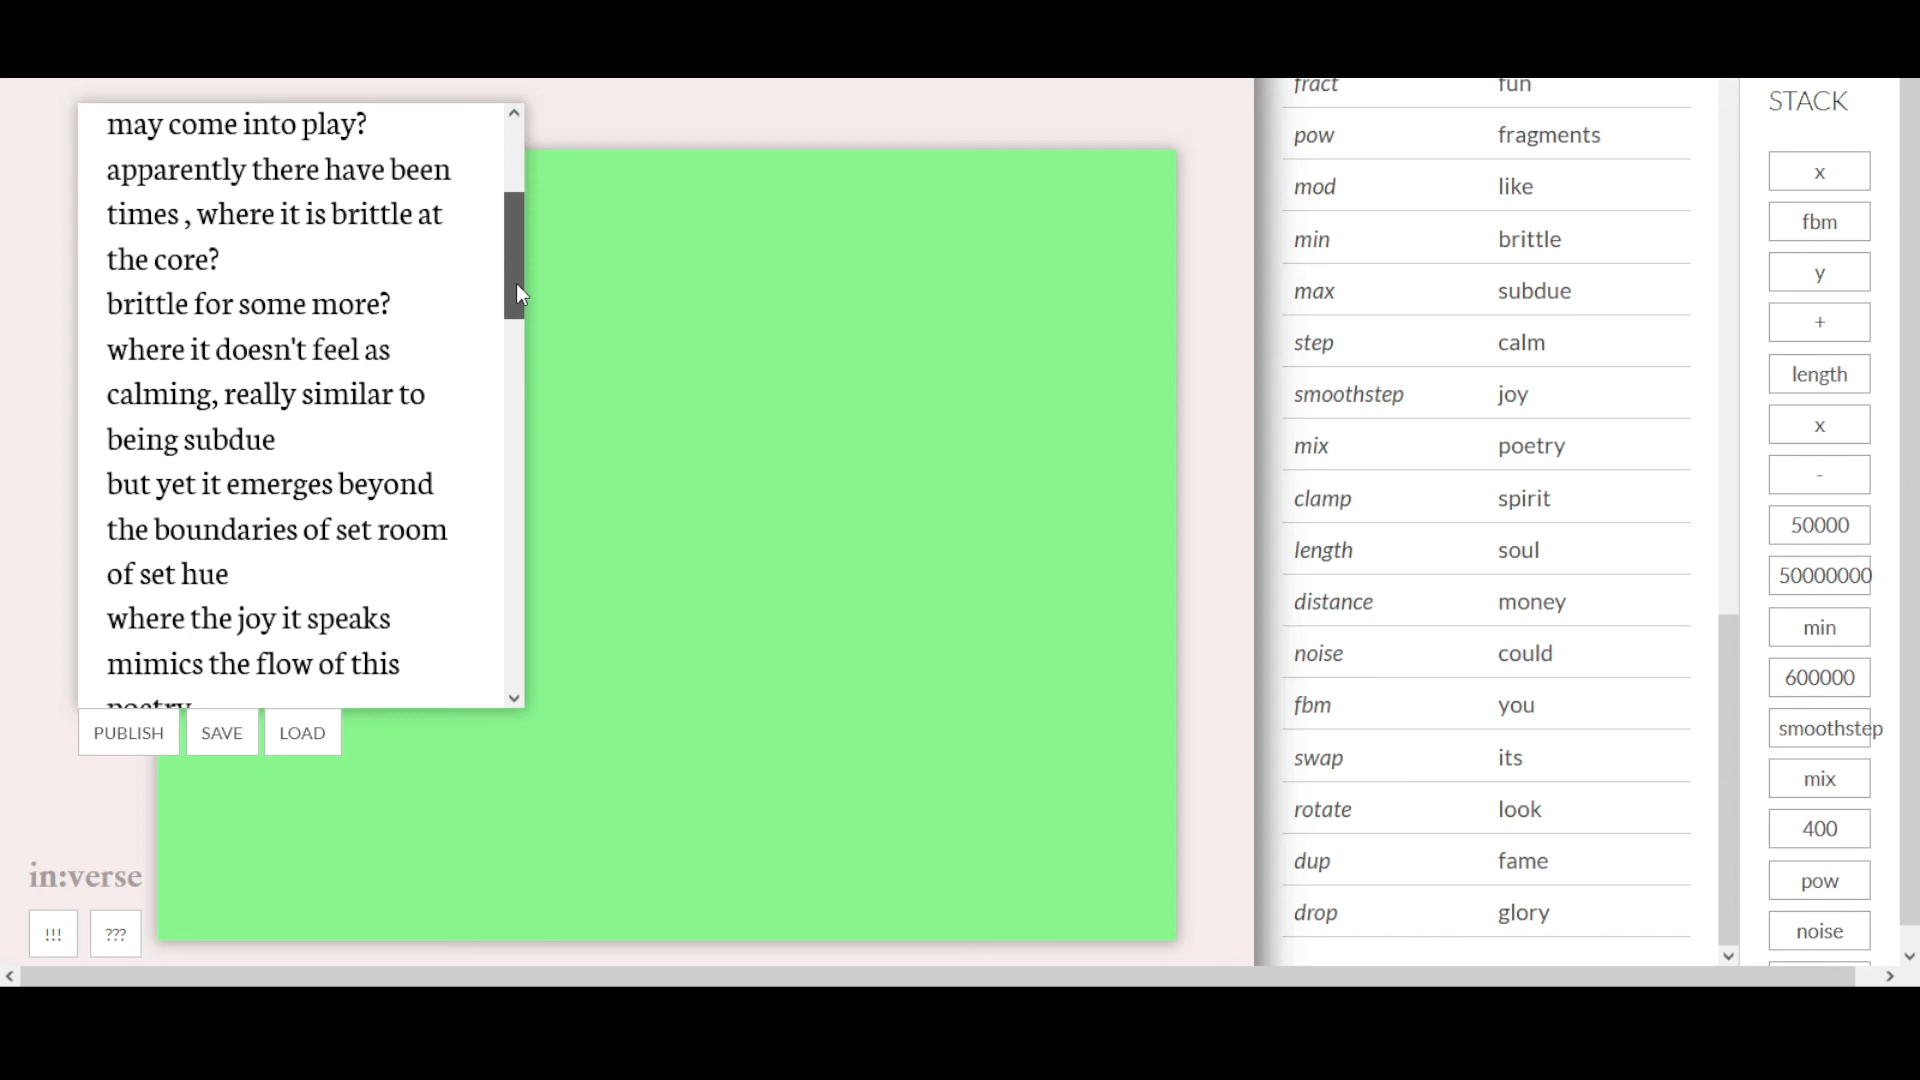 may come into play?
apparently there have been
times , where it is brittle at
the core?
brittle for some more?
where it doesn't feel as
calming, really similar to
being subdue
but yet it emerges beyond
the boundaries of set room
of set hue
where the joy it speaks
mimics the flow of this
poetry
PUBLISH SAVE LOAD
in:verse
!!! ???
fract fun
pow fragments
mod like
min brittle
max subdue
step calm
smoothstep joy
mix poetry
clamp spirit
length soul
distance money
noise could
fbm you
swap its
rotate look
dup fame
drop glory
STACK
x
fbm
y
+
length
x
-
50000
50000000
min
600000
smoothstep
mix
400
pow
noise